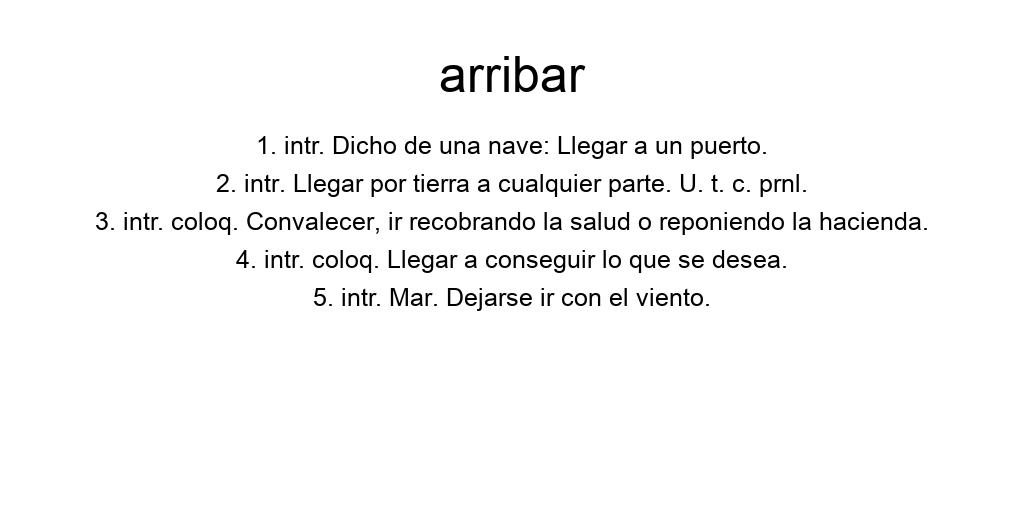 arribar
1. intr. Dicho de una nave: Llegar a un puerto.
2. intr. Llegar por tierra a cualquier parte. U. t. c. prnl.
3. intr. coloq. Convalecer, ir recobrando la salud o reponiendo la hacienda.
4. intr. coloq. Llegar a conseguir lo que se desea.
5. intr. Mar. Dejarse ir con el viento.